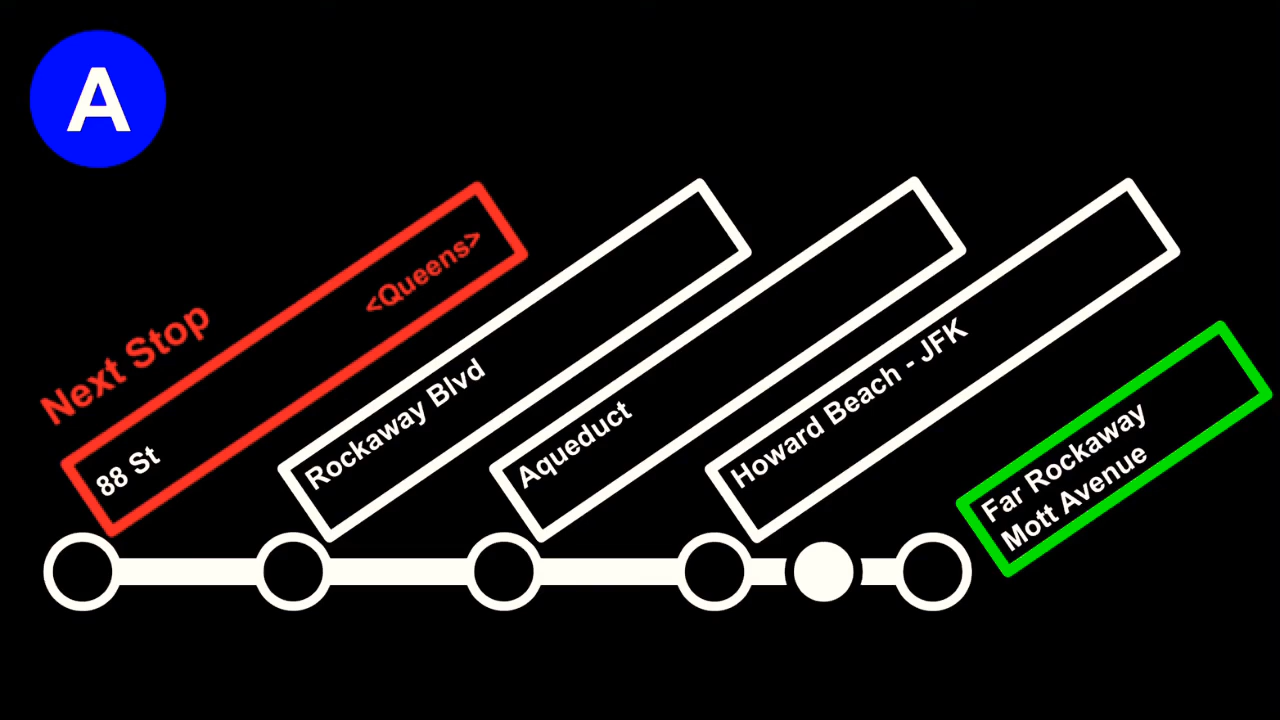 A
Next Stop
<Queens>
88 St
Rockaway Blvd
Aqueduct
Howard Beach - JFK
Far Rockaway
Mott Avenue